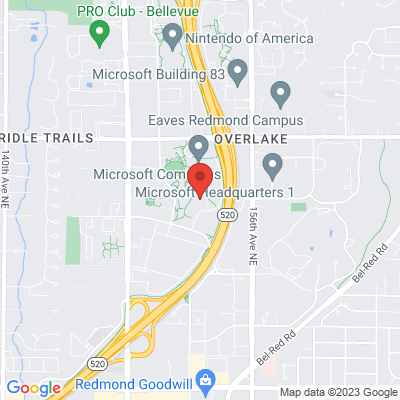 PRO Club - Bellevue
Nintendo of America
Microsoft Building 83
Eaves Redmond Campus
RIDLE TRAILS
OVERLAKE
140th Ave NE
Microsoft Com
s
Microsoft Headquarters 1
520
156th Ave NE
Bel-Red Rd
Bel-Red Rd
520
Redmond Goodwill
Google
Map data ©2023 Google